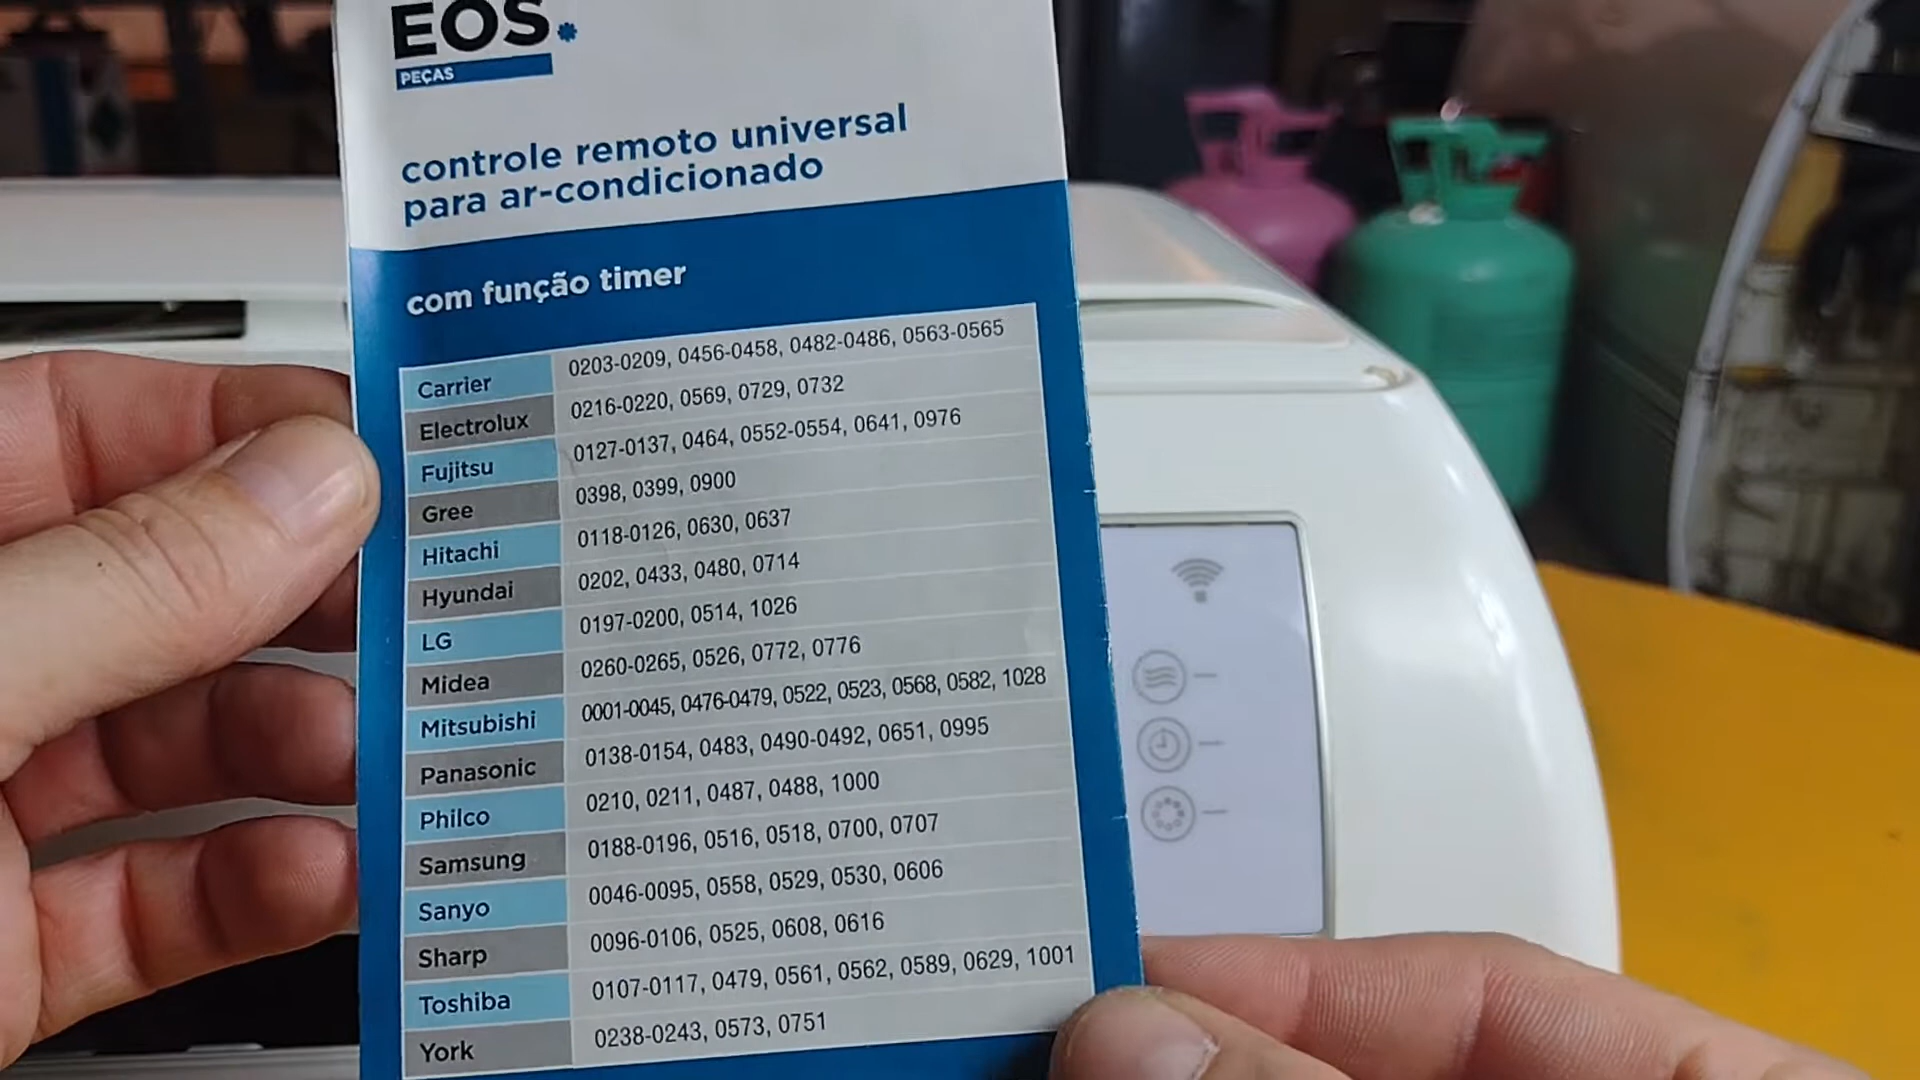 EOS
PEÇAS
controle remoto universal
para ar-condicionado
com função timer
Carrier 0203-0209, 0456-0458, 0482-0486, 0563-0565
Electrolux 0216-0220, 0569, 0729, 0732
Fujitsu 0127-0137, 0464, 0552-0554, 0641, 0976
Gree 0398, 0399, 0900
Hitachi 0118-0126, 0630, 0637
Hyundai 0202, 0433, 0480, 0714
LG 0197-0200, 0514, 1026
Midea 0260-0265, 0526, 0772, 0776
Mitsubishi 0001-0045, 0476-0479, 0522, 0523, 0568, 0582, 1028
Panasonic 0138-0154, 0483, 0490-0492, 0651, 0995
Philco 0210, 0211, 0487, 0488, 1000
Samsung 0188-0196, 0516, 0518, 0700, 0707
Sanyo 0046-0095, 0558, 0529, 0530, 0606
Sharp 0096-0106, 0525, 0608, 0616
Toshiba 0107-0117, 0479, 0561, 0562, 0589, 0629, 1001
York 0238-0243, 0573, 0751